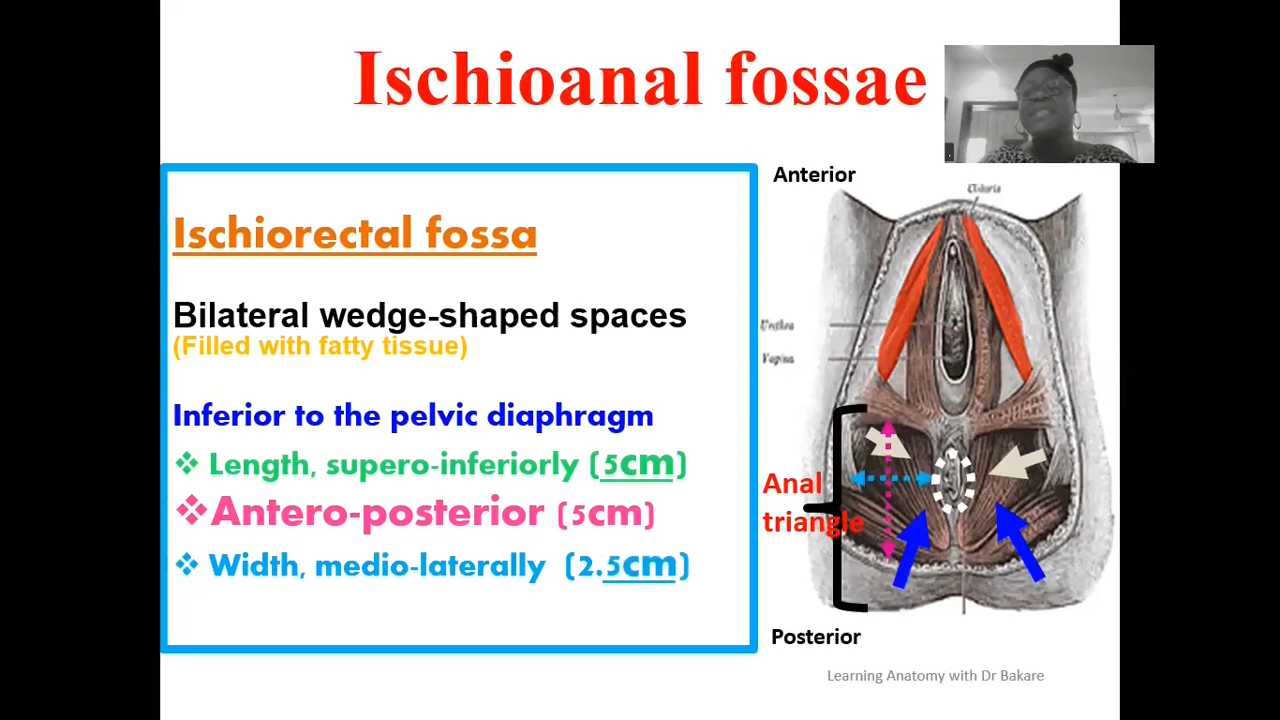 Ischioanal fossae
Ischiorectal fossa
Bilateral wedge-shaped spaces
(Filled with fatty tissue)
Inferior to the pelvic diaphragm
❖ Length, supero-inferiorly (5cm)
❖Antero-posterior (5cm)
❖ Width, medio-laterally (2.5cm)
Anterior
Clitoris
Urethra
Vagina
Anal
triangle
Posterior
Learning Anatomy with Dr Bakare